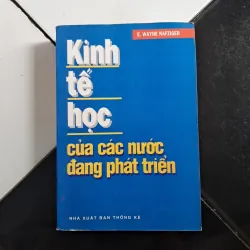 E. WAYNE NAFZIGER
Kinh
tế
học
của các nước
đang phát triển
NHÀ XUẤT BẢN THỐNG KÊ